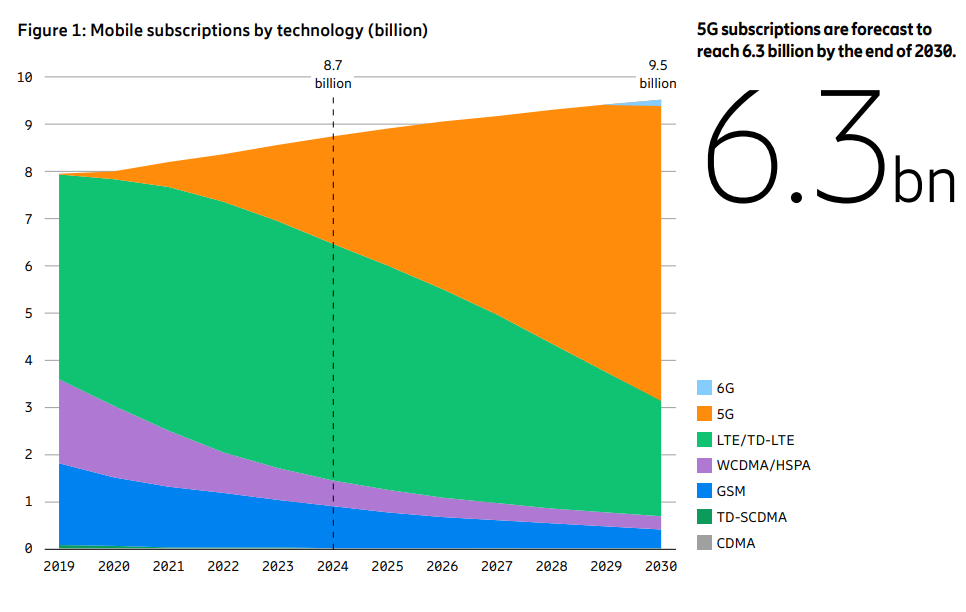 Figure 1: Mobile subscriptions by technology (billion)
5G subscriptions are forecast to
reach 6.3 billion by the end of 2030.
6.3bn
8.7
billion
9.5
billion
10
9
8
7
6
5
4
3
2
1
0
2019 2020 2021 2022 2023 2024 2025 2026 2027 2028 2029 2030
6G
5G
LTE/TD-LTE
WCDMA/HSPA
GSM
TD-SCDMA
CDMA